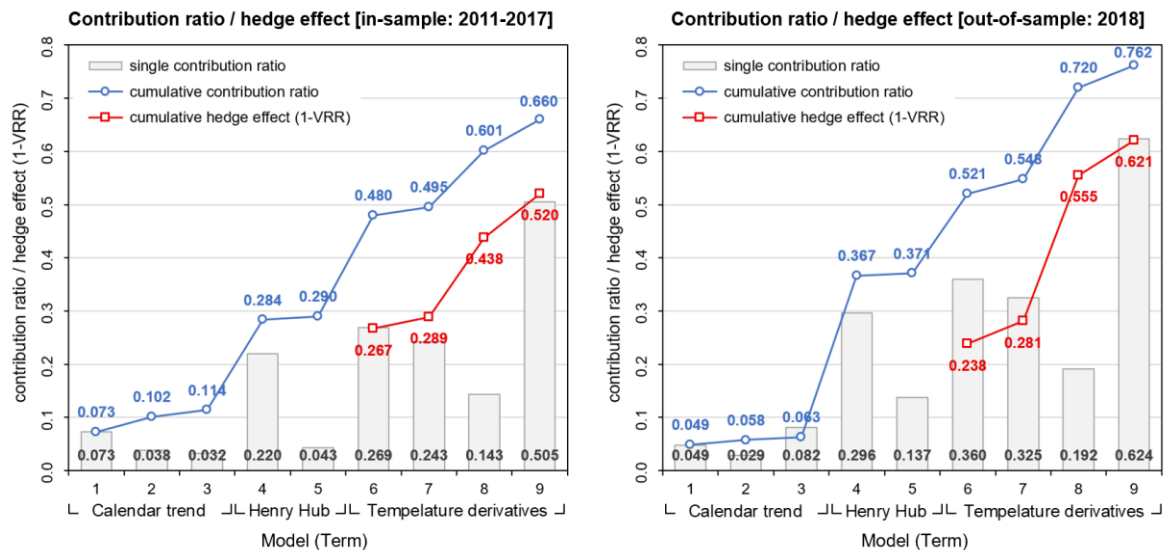 Contribution ratio / hedge effect [in-sample: 2011-2017]
contribution ratio / hedge effect (1-VRR)
0.8
0.7
0.6
0.5
0.4
0.3
0.2
0.1
0.0
single contribution ratio
cumulative contribution ratio
cumulative hedge effect (1-VRR)
0.073 0.102 0.114 0.284 0.290 0.480 0.495 0.601 0.660
0.267 0.289 0.438 0.520
0.073 0.038 0.032 0.220 0.043 0.269 0.243 0.143 0.505
1 2 3 4 5 6 7 8 9
Calendar trend Henry Hub Tempelature derivatives
Model (Term)
Contribution ratio / hedge effect [out-of-sample: 2018]
contribution ratio / hedge effect (1-VRR)
0.8
0.7
0.6
0.5
0.4
0.3
0.2
0.1
0.0
single contribution ratio
cumulative contribution ratio
cumulative hedge effect (1-VRR)
0.049 0.058 0.063 0.367 0.371 0.521 0.548 0.720 0.762
0.238 0.281 0.555 0.621
0.049 0.029 0.082 0.296 0.137 0.360 0.325 0.192 0.624
1 2 3 4 5 6 7 8 9
Calendar trend Henry Hub Tempelature derivatives
Model (Term)